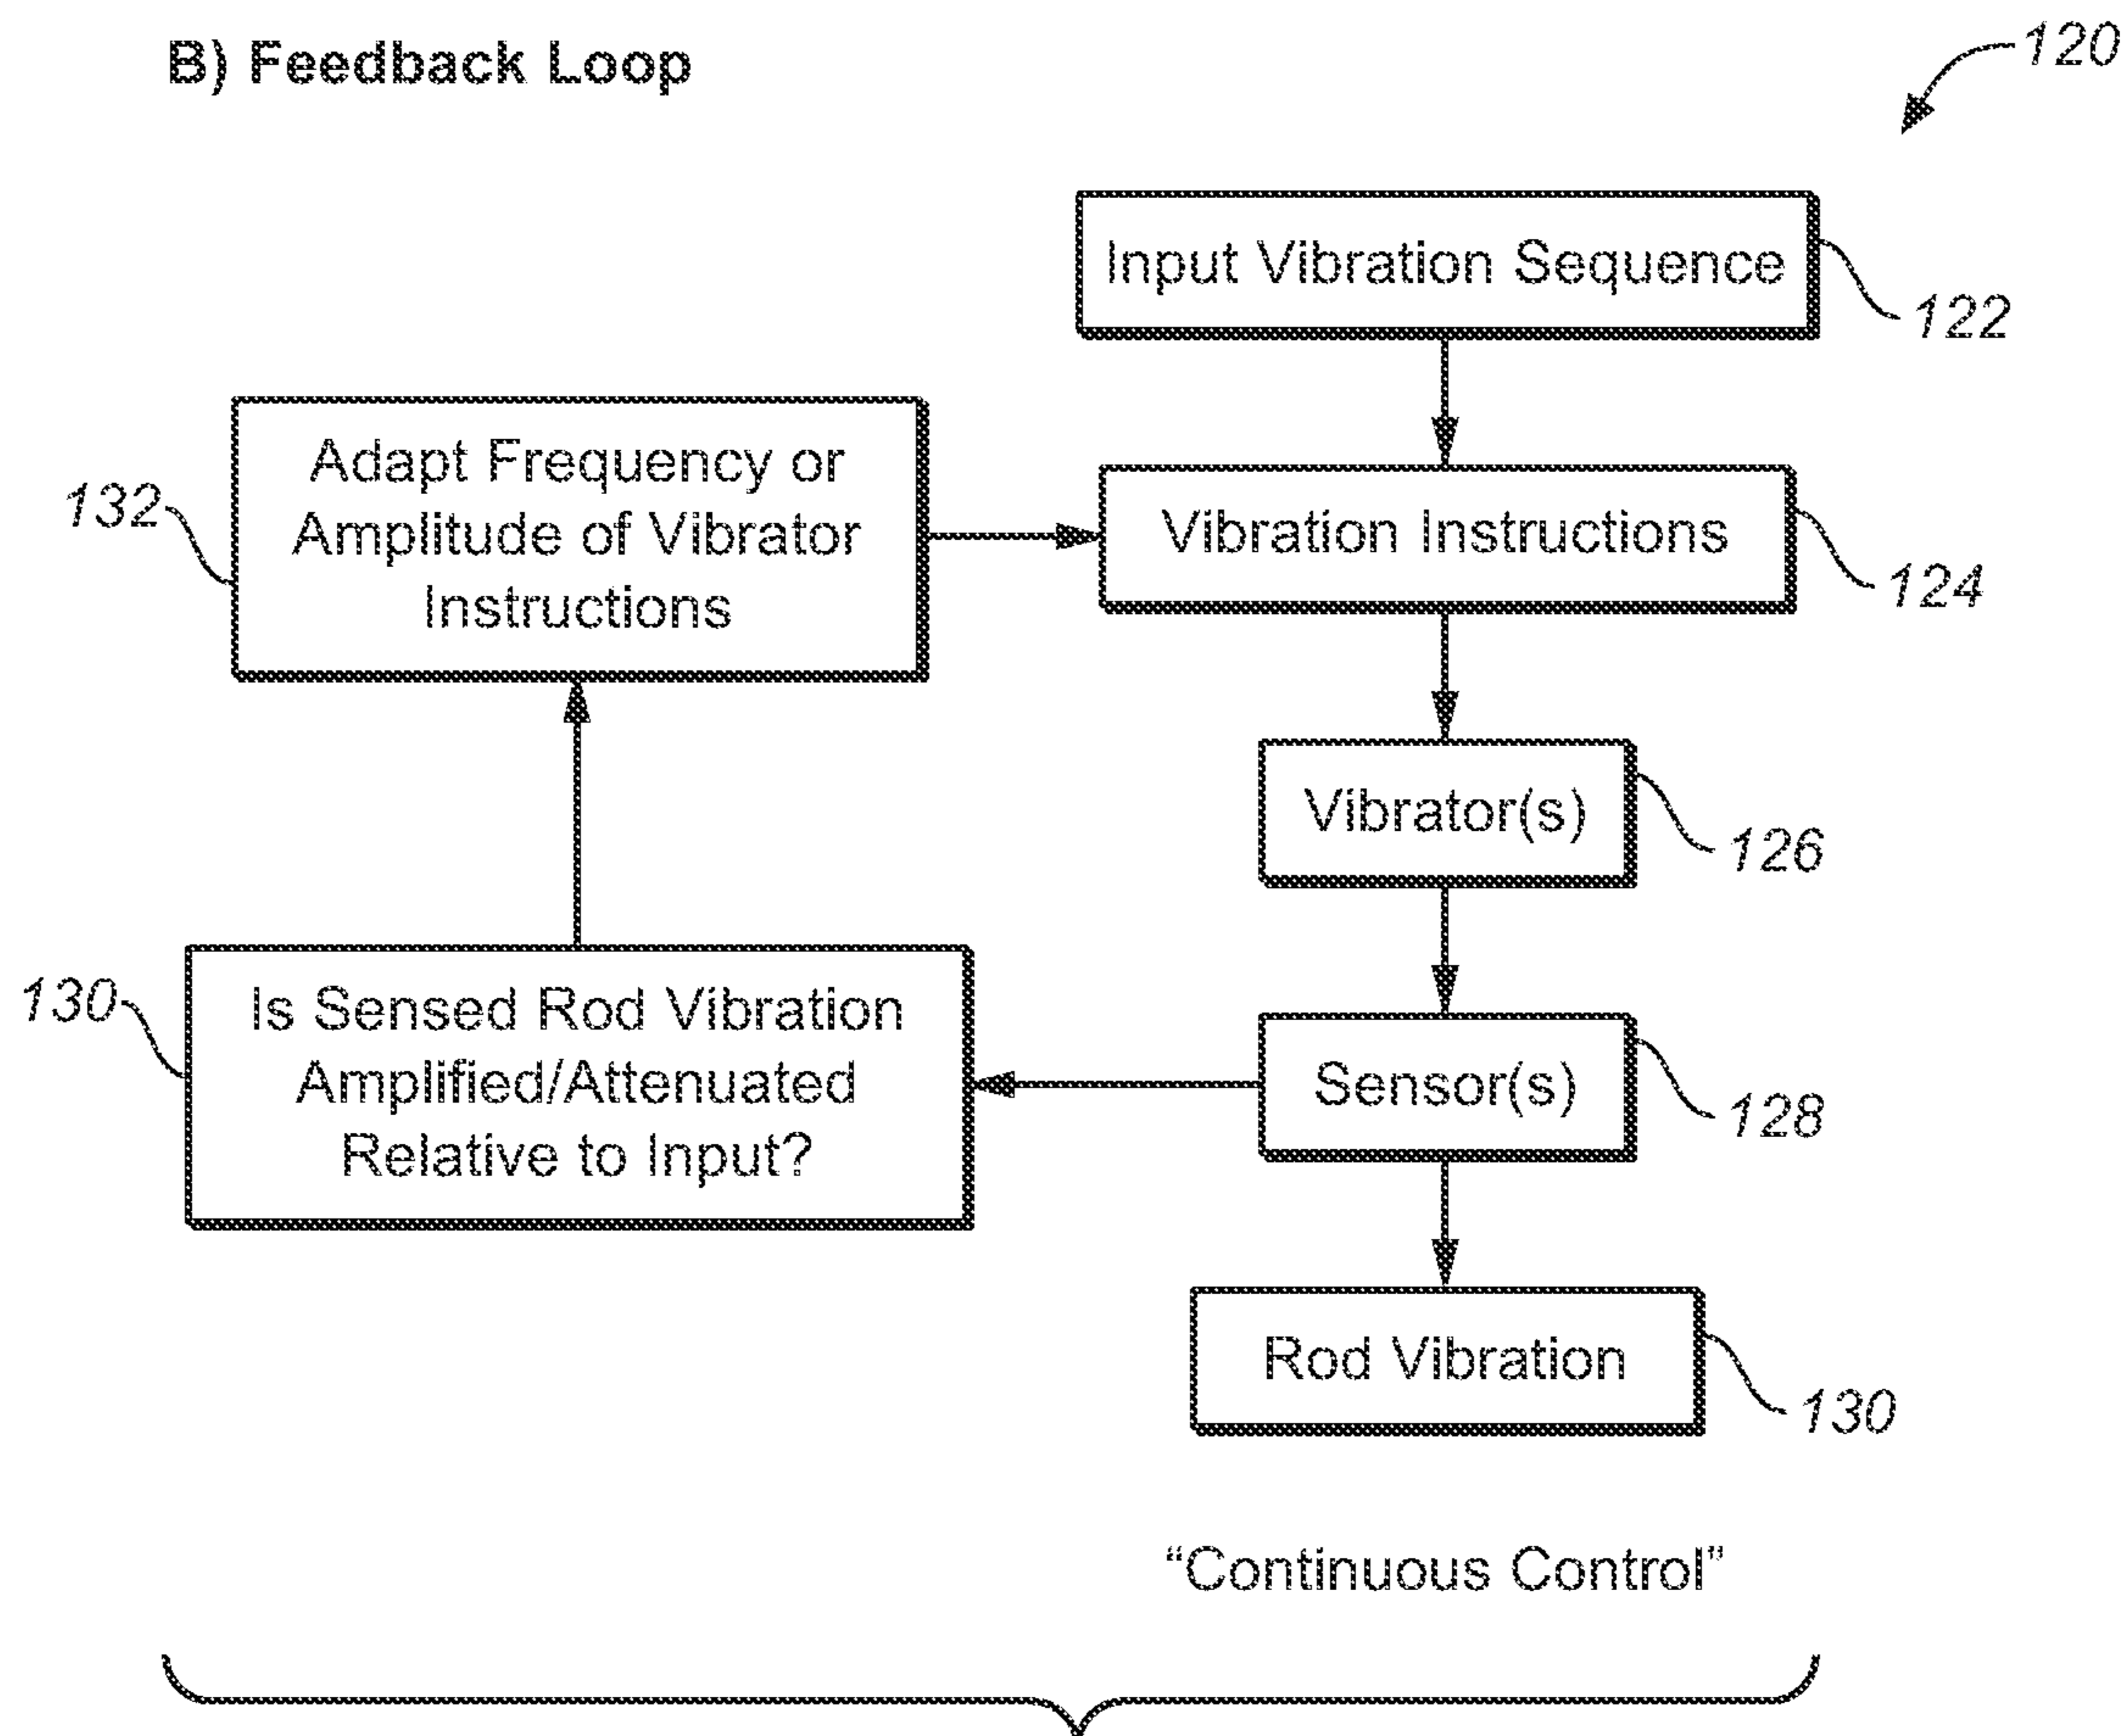 B) Feedback Loop
120
Input Vibration Sequence
122
Adapt Frequency or
Amplitude of Vibrator
Instructions
132
Vibration Instructions
124
Vibrator(s)
126
130
Is Sensed Rod Vibration
Amplified/Attenuated
Relative to Input?
Sensor(s)
128
Rod Vibration
130
“Continuous Control”